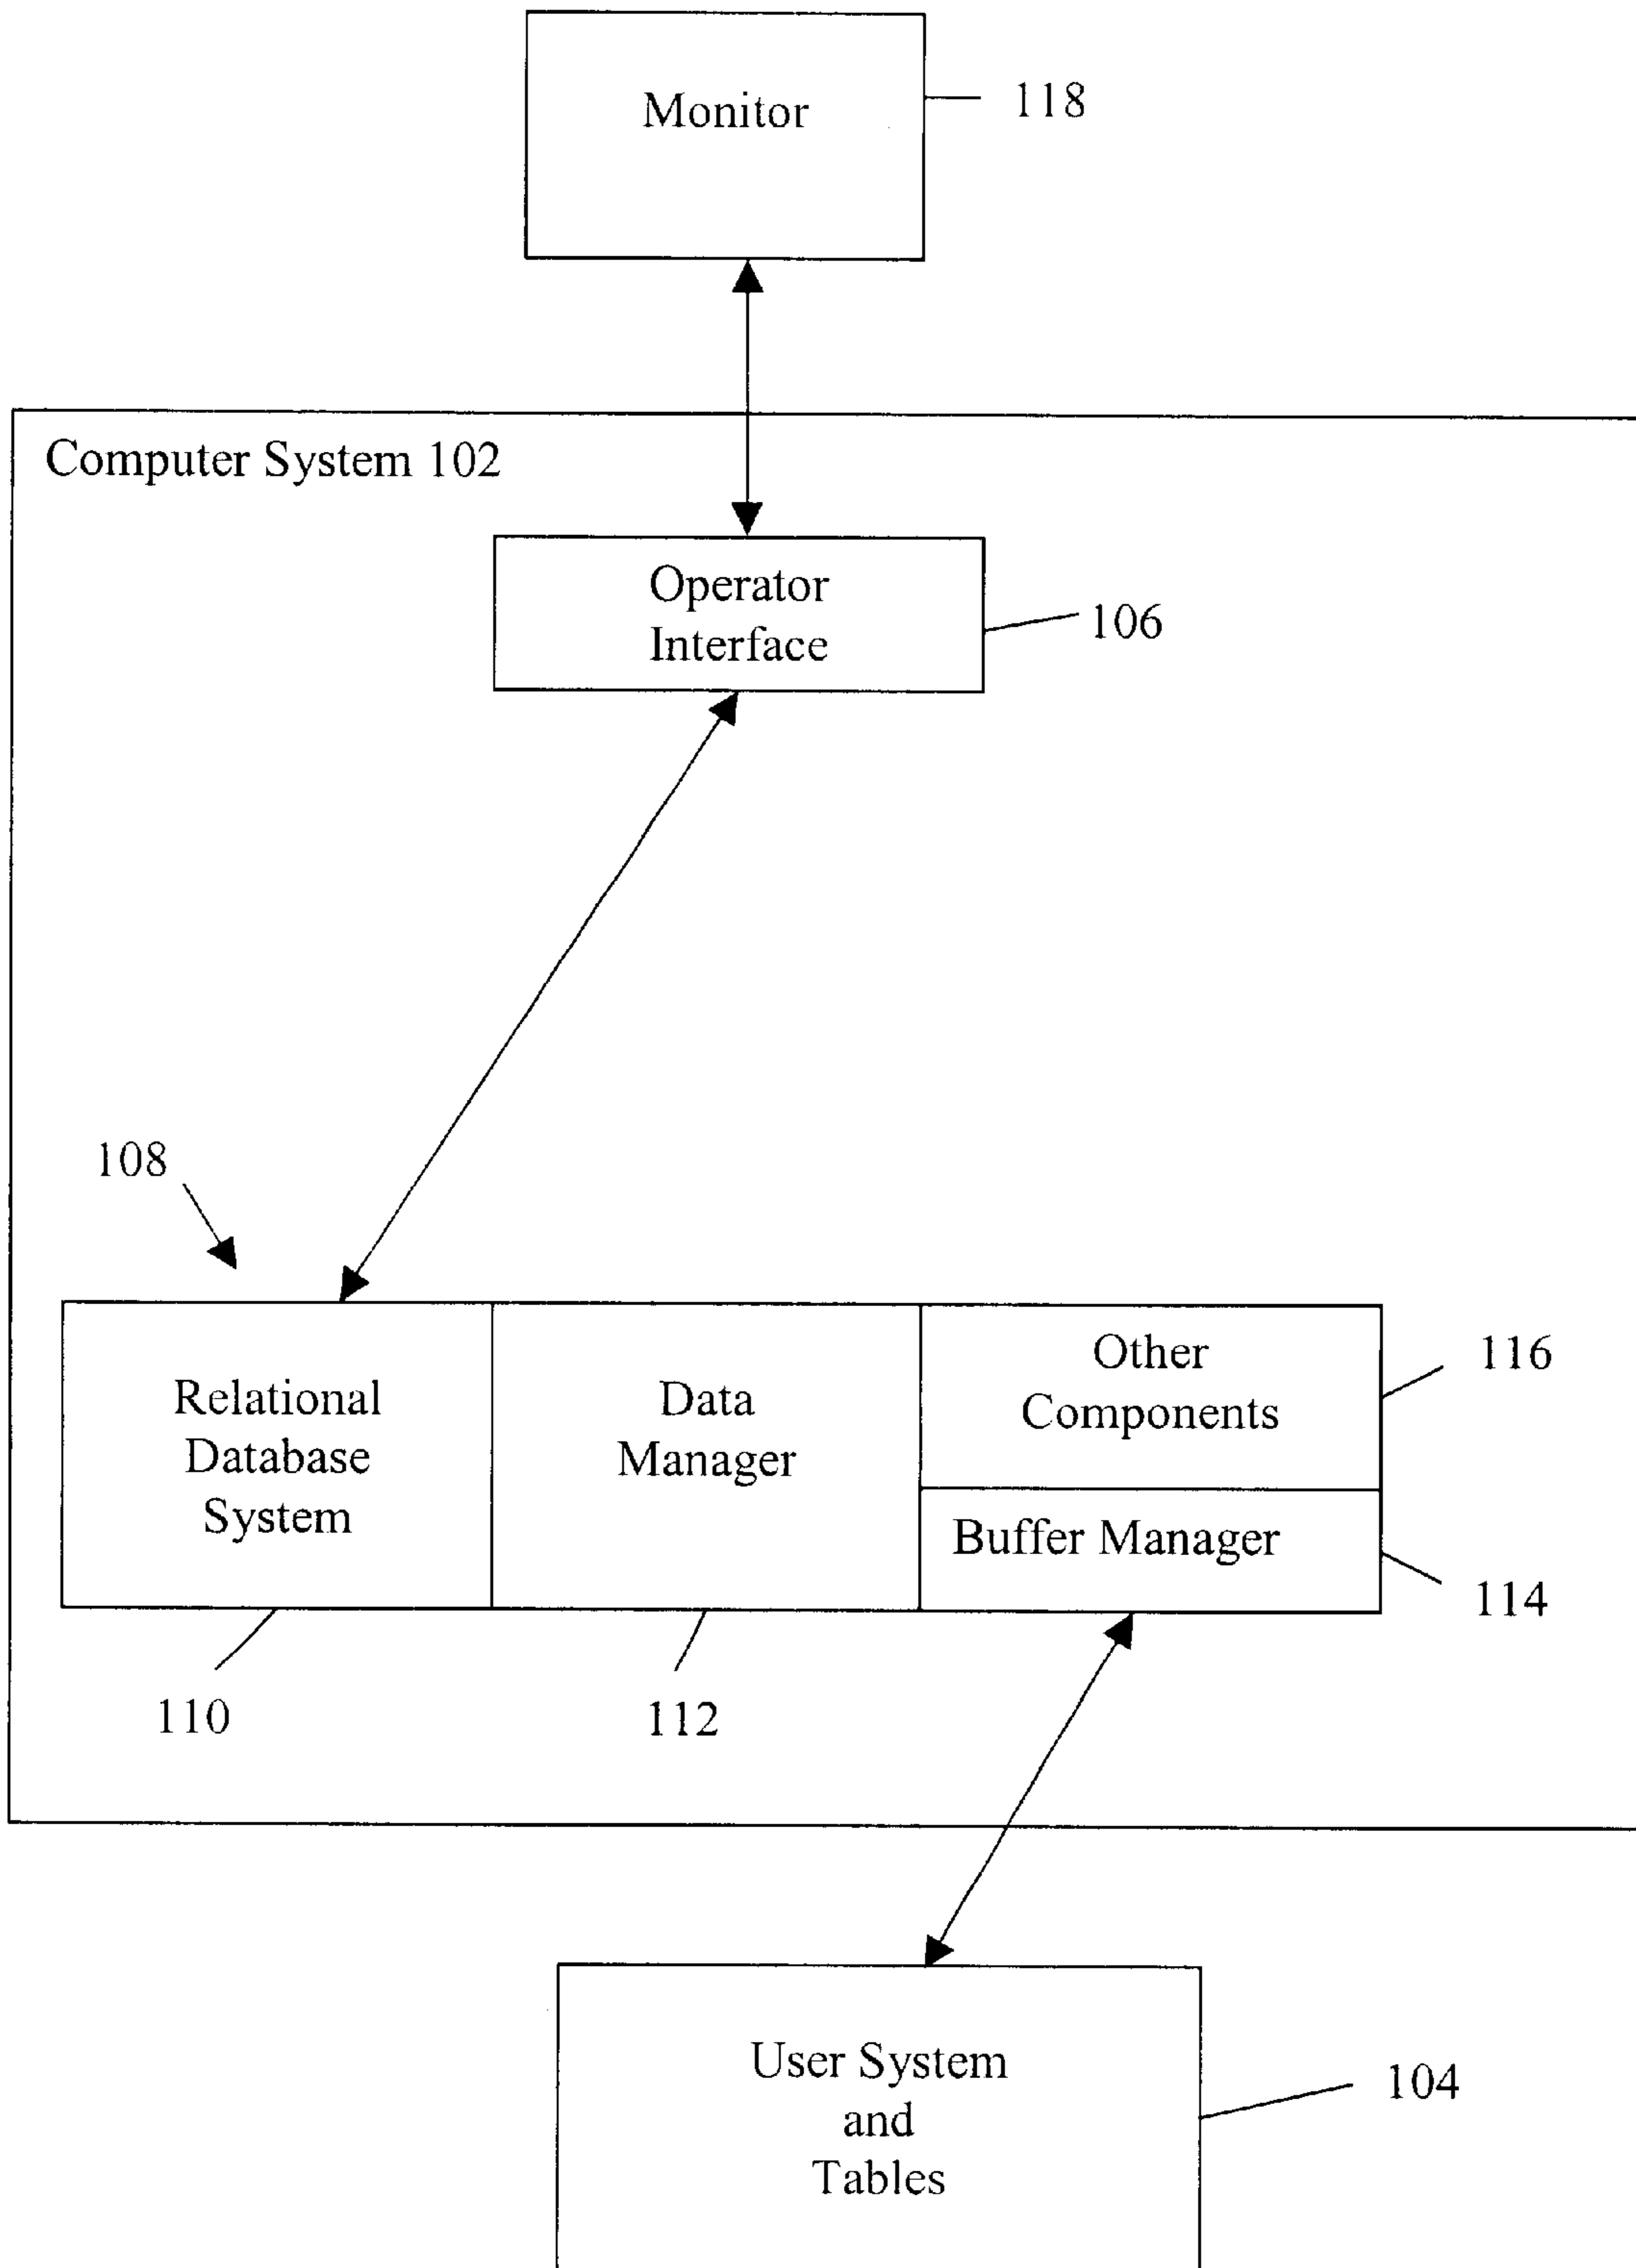 Monitor
118
Computer System 102
Operator
Interface
106
108
Relational
Database
System
Data
Manager
Other
Components
116
Buffer Manager
114
110
112
User System
and
Tables
104